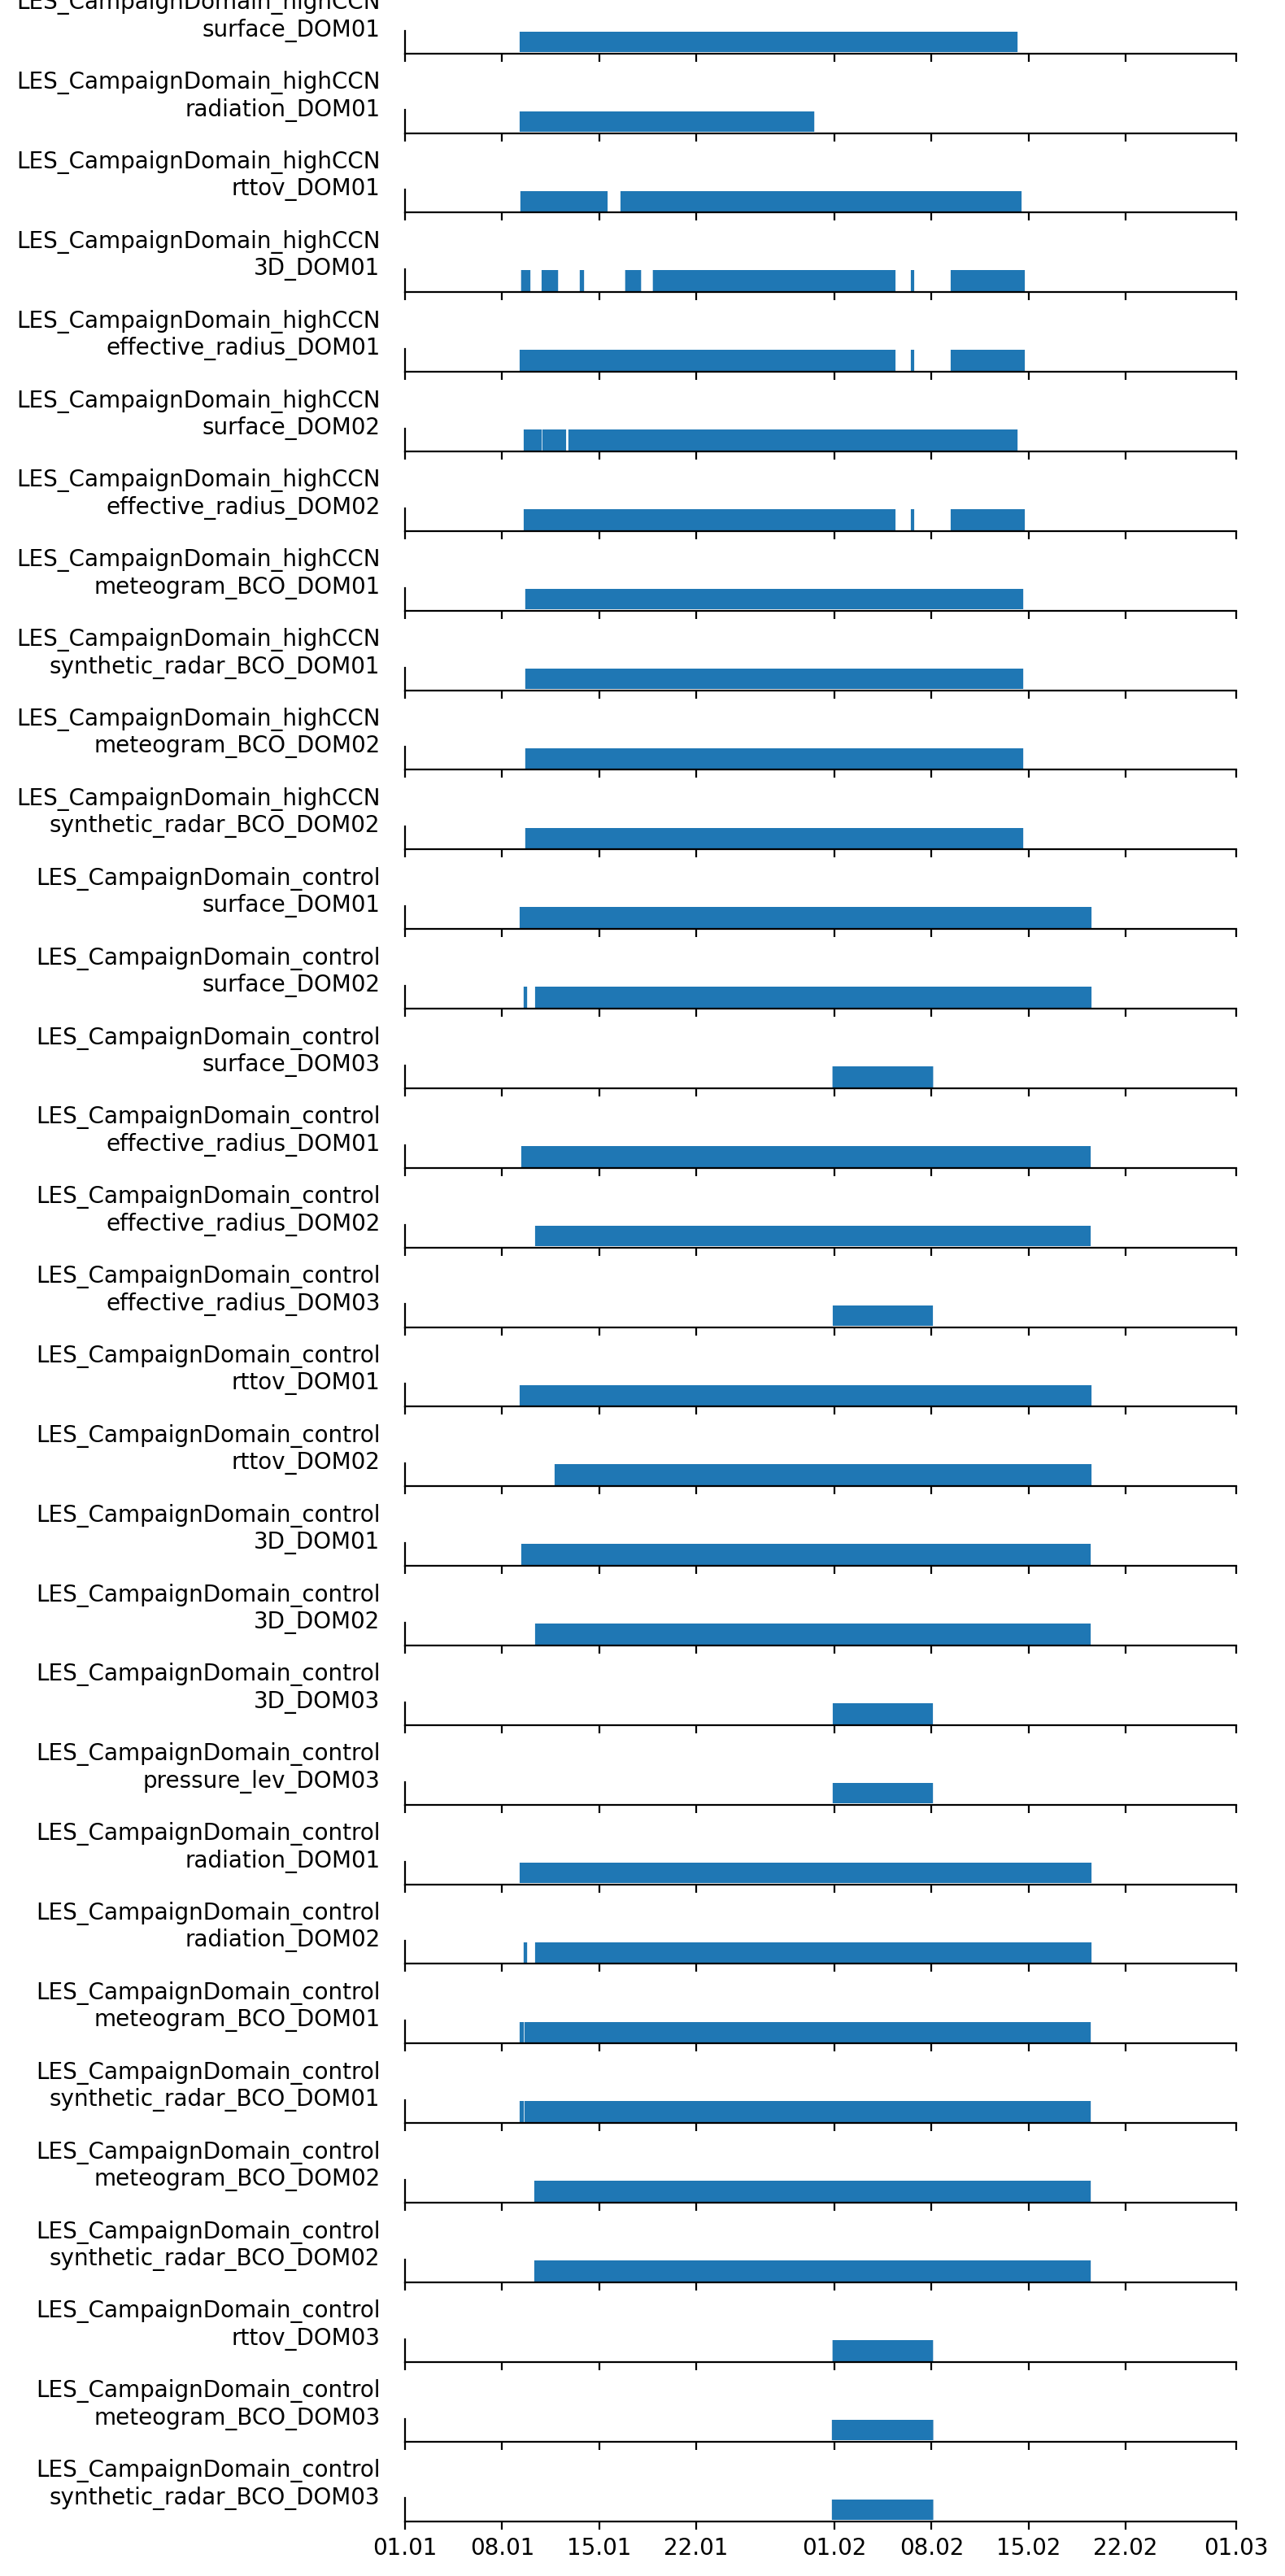 LES_CampaignDomain_highCCN
surface_DOM01
LES_CampaignDomain_highCCN
radiation_DOM01
LES_CampaignDomain_highCCN
rttov_DOM01
LES_CampaignDomain_highCCN
3D_DOM01
LES_CampaignDomain_highCCN
effective_radius_DOM01
LES_CampaignDomain_highCCN
surface_DOM02
LES_CampaignDomain_highCCN
effective_radius_DOM02
LES_CampaignDomain_highCCN
meteogram_BCO_DOM01
LES_CampaignDomain_highCCN
synthetic_radar_BCO_DOM01
LES_CampaignDomain_highCCN
meteogram_BCO_DOM02
LES_CampaignDomain_highCCN
synthetic_radar_BCO_DOM02
LES_CampaignDomain_control
surface_DOM01
LES_CampaignDomain_control
surface_DOM02
LES_CampaignDomain_control
surface_DOM03
LES_CampaignDomain_control
effective_radius_DOM01
LES_CampaignDomain_control
effective_radius_DOM02
LES_CampaignDomain_control
effective_radius_DOM03
LES_CampaignDomain_control
rttov_DOM01
LES_CampaignDomain_control
rttov_DOM02
LES_CampaignDomain_control
3D_DOM01
LES_CampaignDomain_control
3D_DOM02
LES_CampaignDomain_control
3D_DOM03
LES_CampaignDomain_control
pressure_lev_DOM03
LES_CampaignDomain_control
radiation_DOM01
LES_CampaignDomain_control
radiation_DOM02
LES_CampaignDomain_control
meteogram_BCO_DOM01
LES_CampaignDomain_control
synthetic_radar_BCO_DOM01
LES_CampaignDomain_control
meteogram_BCO_DOM02
LES_CampaignDomain_control
synthetic_radar_BCO_DOM02
LES_CampaignDomain_control
rttov_DOM03
LES_CampaignDomain_control
meteogram_BCO_DOM03
LES_CampaignDomain_control
synthetic_radar_BCO_DOM03
01.01 08.01 15.01 22.01 01.02 08.02 15.02 22.02 01.03